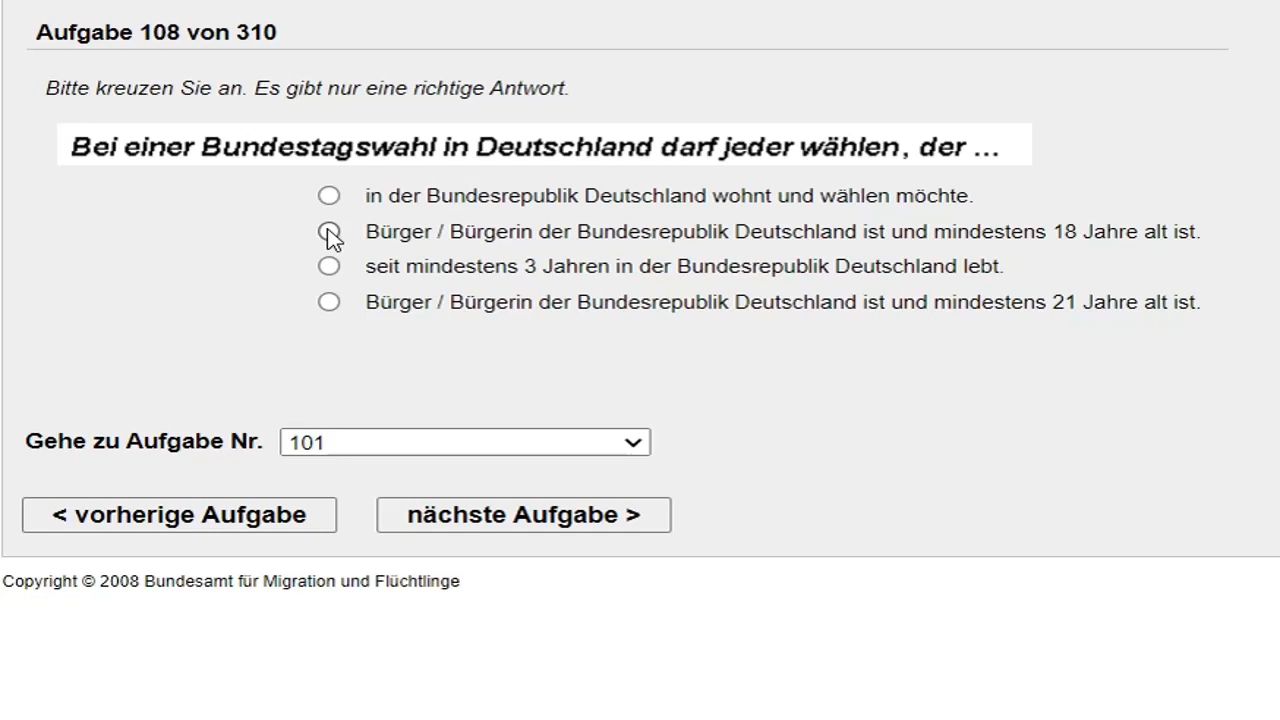 Aufgabe 108 von 310
Bitte kreuzen Sie an. Es gibt nur eine richtige Antwort.
Bei einer Bundestagswahl in Deutschland darf jeder wählen, der ...
in der Bundesrepublik Deutschland wohnt und wählen möchte.
Bürger / Bürgerin der Bundesrepublik Deutschland ist und mindestens 18 Jahre alt ist.
seit mindestens 3 Jahren in der Bundesrepublik Deutschland lebt.
Bürger / Bürgerin der Bundesrepublik Deutschland ist und mindestens 21 Jahre alt ist.
Gehe zu Aufgabe Nr. 101
< vorherige Aufgabe nächste Aufgabe >
Copyright © 2008 Bundesamt für Migration und Flüchtlinge